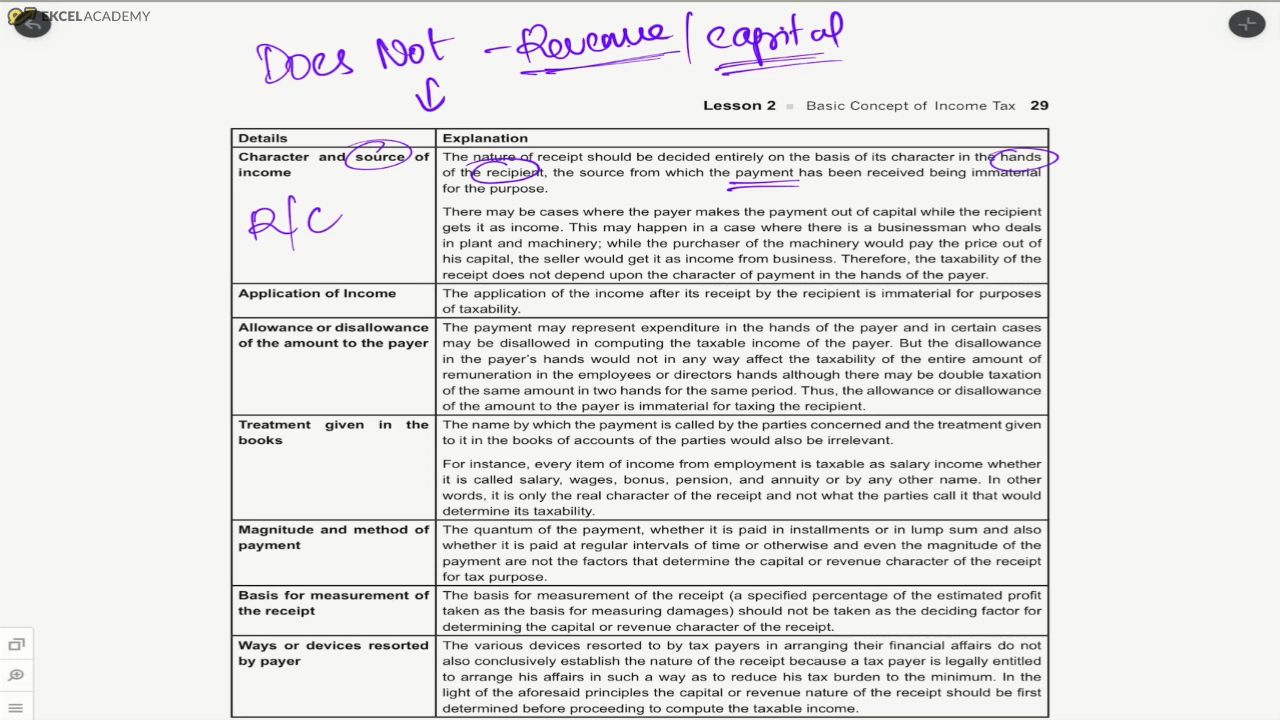 EKCELACADEMY
Does Not - Revenue / capital
Lesson 2 ■ Basic Concept of Income Tax 29
Details Explanation
Character and source of
income
The nature of receipt should be decided entirely on the basis of its character in the hands
of the recipient, the source from which the payment has been received being immaterial
for the purpose.
R/C
There may be cases where the payer makes the payment out of capital while the recipient
gets it as income. This may happen in a case where there is a businessman who deals
in plant and machinery; while the purchaser of the machinery would pay the price out of
his capital, the seller would get it as income from business. Therefore, the taxability of the
receipt does not depend upon the character of payment in the hands of the payer.
Application of Income
The application of the income after its receipt by the recipient is immaterial for purposes
of taxability.
Allowance or disallowance
of the amount to the payer
The payment may represent expenditure in the hands of the payer and in certain cases
may be disallowed in computing the taxable income of the payer. But the disallowance
in the payer's hands would not in any way affect the taxability of the entire amount of
remuneration in the employees or directors hands although there may be double taxation
of the same amount in two hands for the same period. Thus, the allowance or disallowance
of the amount to the payer is immaterial for taxing the recipient.
Treatment given in the
books
The name by which the payment is called by the parties concerned and the treatment given
to it in the books of accounts of the parties would also be irrelevant.
For instance, every item of income from employment is taxable as salary income whether
it is called salary, wages, bonus, pension, and annuity or by any other name. In other
words, it is only the real character of the receipt and not what the parties call it that would
determine its taxability.
Magnitude and method of
payment
The quantum of the payment, whether it is paid in installments or in lump sum and also
whether it is paid at regular intervals of time or otherwise and even the magnitude of the
payment are not the factors that determine the capital or revenue character of the receipt
for tax purpose.
Basis for measurement of
the receipt
The basis for measurement of the receipt (a specified percentage of the estimated profit
taken as the basis for measuring damages) should not be taken as the deciding factor for
determining the capital or revenue character of the receipt.
Ways or devices resorted
by payer
The various devices resorted to by tax payers in arranging their financial affairs do not
also conclusively establish the nature of the receipt because a tax payer is legally entitled
to arrange his affairs in such a way as to reduce his tax burden to the minimum. In the
light of the aforesaid principles the capital or revenue nature of the receipt should be first
determined before proceeding to compute the taxable income.